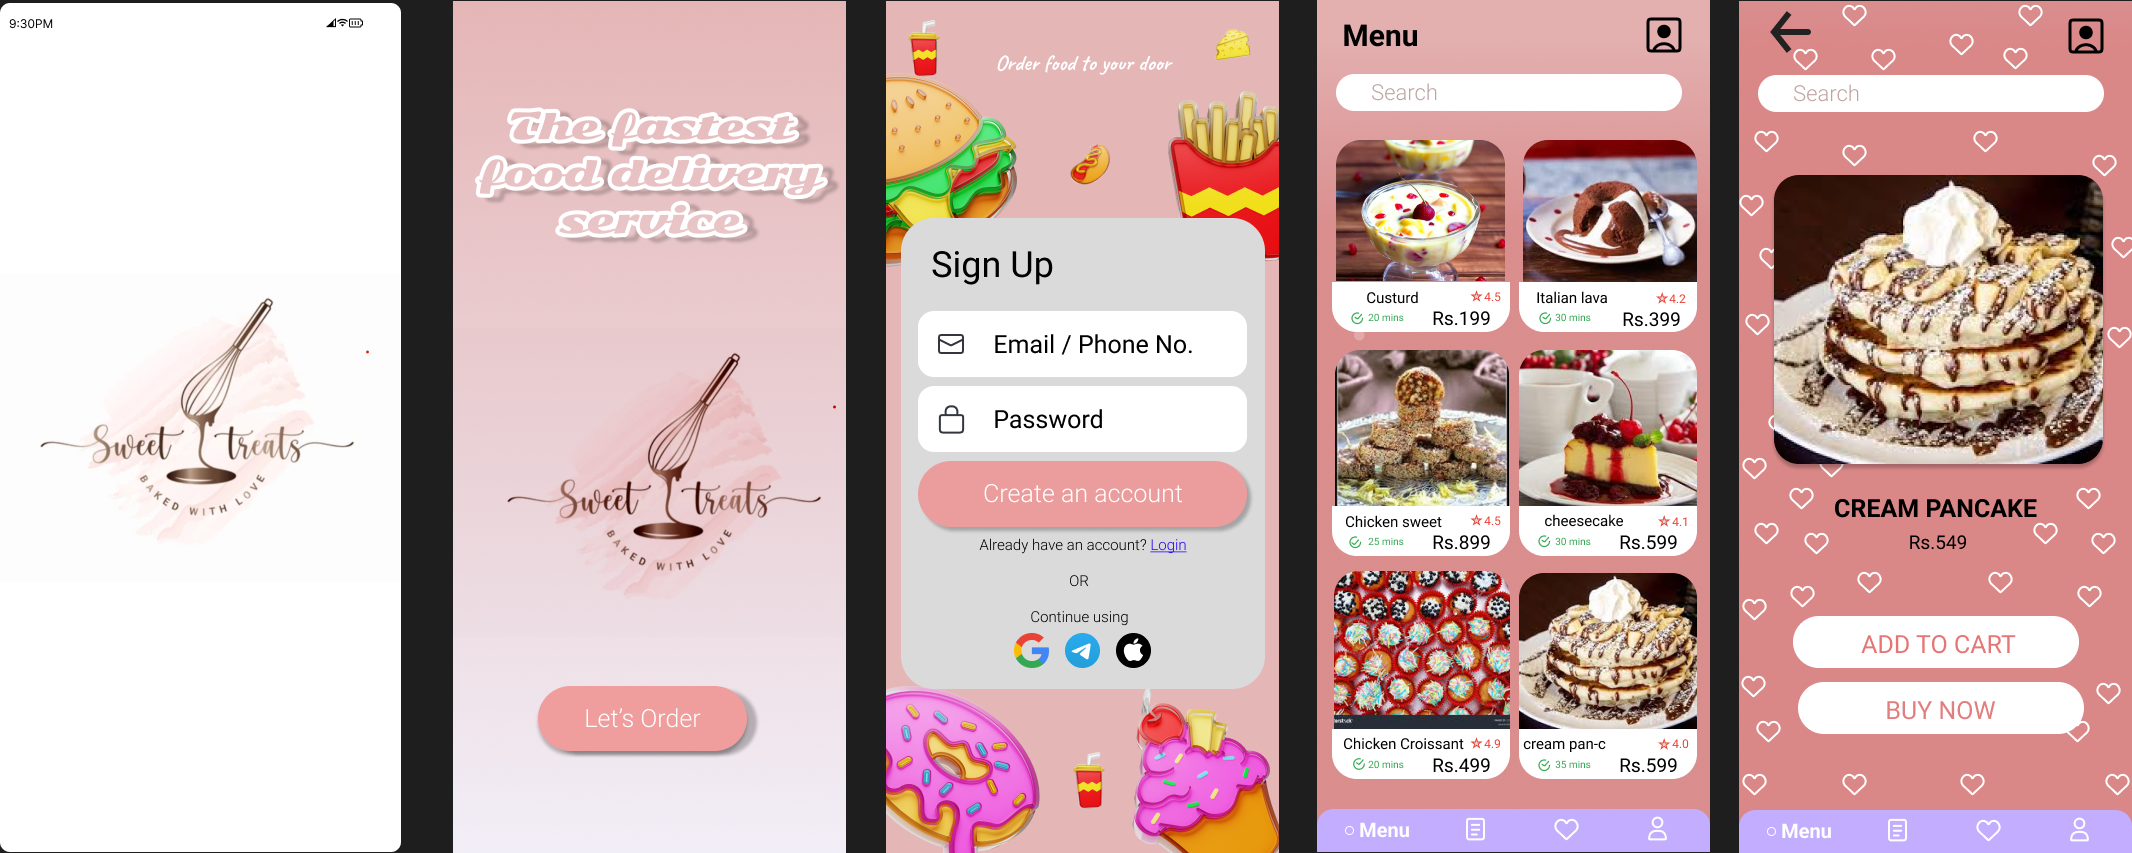 9:30PM
Sweet treats
BAKED WITH LOVE
The fastest
food delivery
service
Sweet treats
BAKED WITH LOVE
Let's Order
Order food to your door
Sign Up
Email / Phone No.
Password
Create an account
Already have an account? Login
OR
Continue using
Menu
Search
Custurd 4.5
20 mins Rs.199
Italian lava 4.2
30 mins Rs.399
Chicken sweet 4.5
25 mins Rs.899
cheesecake 4.1
30 mins Rs.599
Chicken Croissant 4.9
20 mins Rs.499
cream pan-c 4.0
35 mins Rs.599
Menu
Search
CREAM PANCAKE
Rs.549
ADD TO CART
BUY NOW
Menu